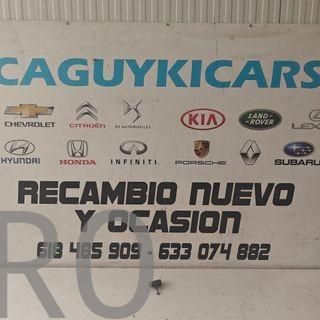 CAGUYKICARS
CHEVROLET CITROËN DS AUTOMOBILES KIA LAND ROVER
HYUNDAI HONDA INFINITI PORSCHE SUBARU
RECAMBIO NUEVO
Y OCASION
618 485 909 - 633 074 882
RO